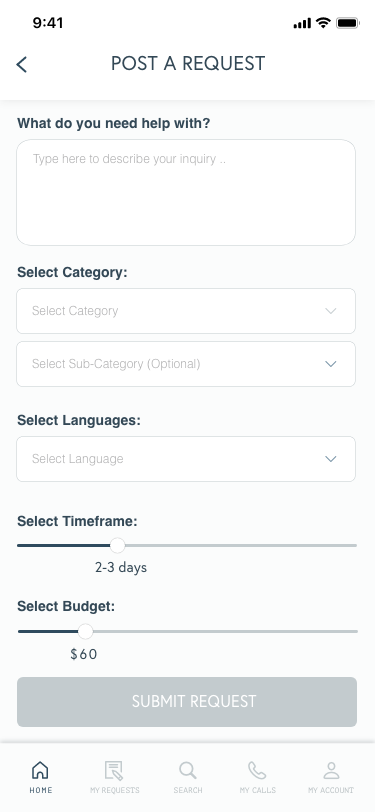 9:41
POST A REQUEST
What do you need help with?
Type here to describe your inquiry ..
Select Category:
Select Category
Select Sub-Category (Optional)
Select Languages:
Select Language
Select Timeframe:
2-3 days
Select Budget:
$60
SUBMIT REQUEST
HOME MY REQUESTS SEARCH MY CALLS MY ACCOUNT